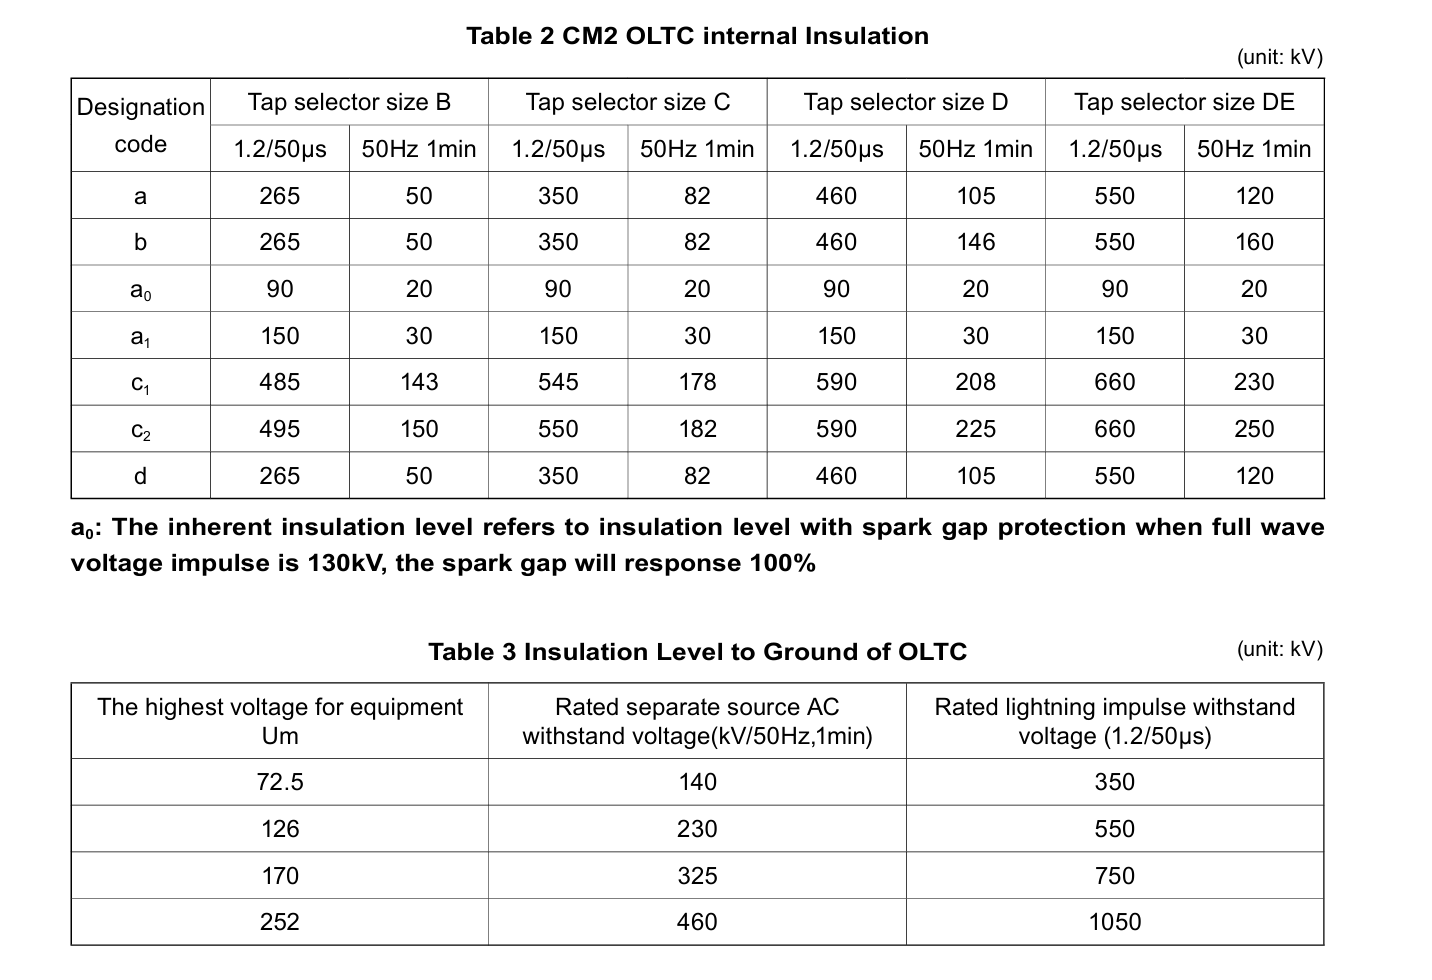 Table 2 CM2 OLTC internal Insulation
(unit: kV)
Designation code Tap selector size B Tap selector size C Tap selector size D Tap selector size DE
1.2/50µs 50Hz 1min 1.2/50µs 50Hz 1min 1.2/50µs 50Hz 1min 1.2/50µs 50Hz 1min
a 265 50 350 82 460 105 550 120
b 265 50 350 82 460 146 550 160
a₀ 90 20 90 20 90 20 90 20
a₁ 150 30 150 30 150 30 150 30
c₁ 485 143 545 178 590 208 660 230
c₂ 495 150 550 182 590 225 660 250
d 265 50 350 82 460 105 550 120
a₀: The inherent insulation level refers to insulation level with spark gap protection when full wave
voltage impulse is 130kV, the spark gap will response 100%
Table 3 Insulation Level to Ground of OLTC
(unit: kV)
The highest voltage for equipment Rated separate source AC Rated lightning impulse withstand
Um withstand voltage(kV/50Hz,1min) voltage (1.2/50µs)
72.5 140 350
126 230 550
170 325 750
252 460 1050